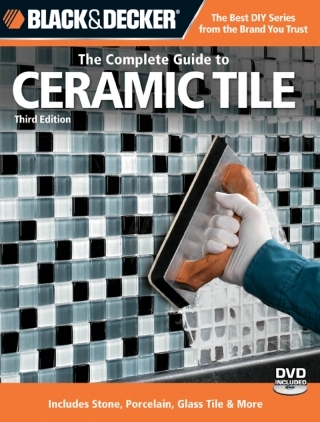 BLACK&DECKER®
The Best DIY Series
from the Brand You Trust
The Complete Guide to
CERAMIC TILE
Third Edition
DVD
INCLUDED
Includes Stone, Porcelain, Glass Tile & More